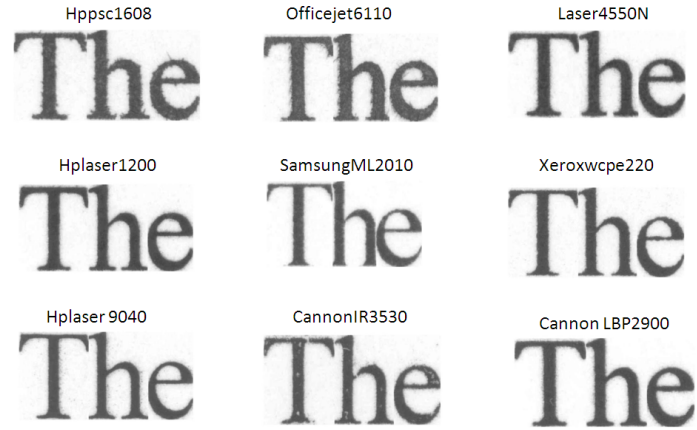 Hppsc1608 Officejet6110 Laser4550N
The The The
Hplaser1200 SamsungML2010 Xeroxwcpe220
The The The
Hplaser 9040 CannonIR3530 Cannon LBP2900
The The The